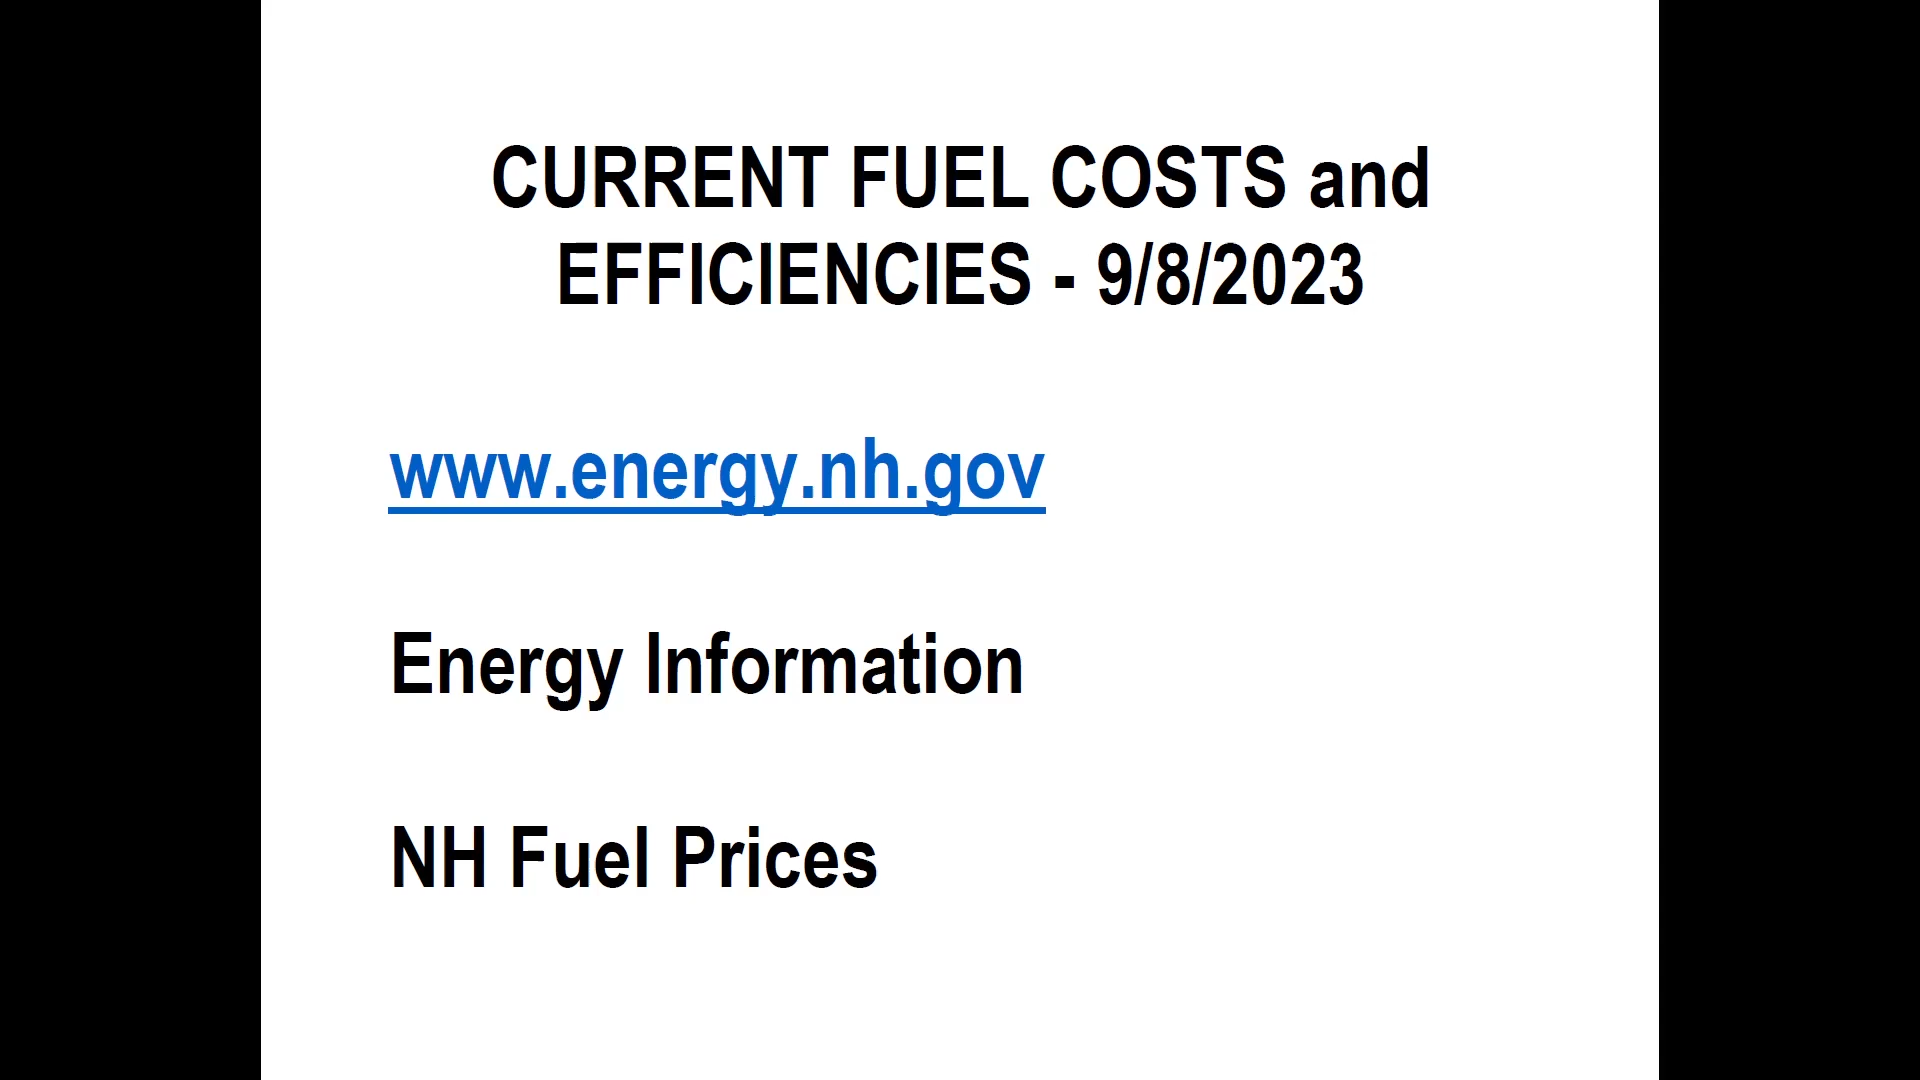 CURRENT FUEL COSTS and
EFFICIENCIES - 9/8/2023
www.energy.nh.gov
Energy Information
NH Fuel Prices